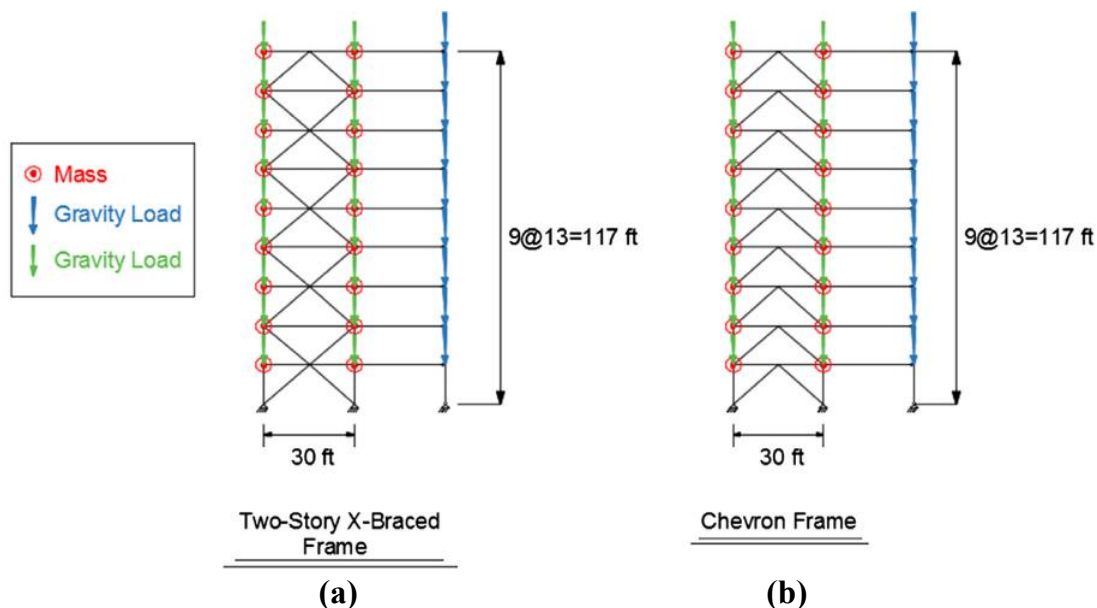 Mass
Gravity Load
Gravity Load
9@13=117 ft
30 ft
Two-Story X-Braced
Frame
(a)
9@13=117 ft
30 ft
Chevron Frame
(b)